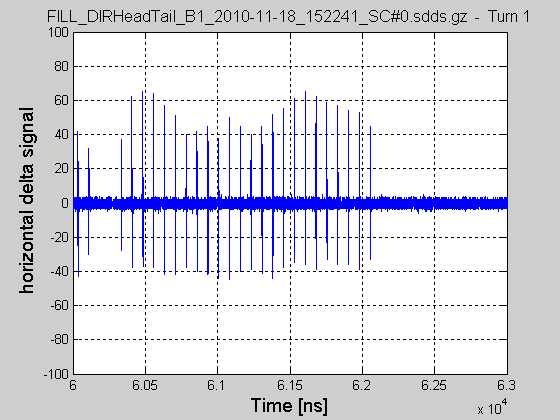 FILL_DIRHeadTail_B1_2010-11-18_152241_SC#0.sdds.gz - Turn 1
100
80
60
40
20
0
-20
-40
-60
-80
-100
horizontal delta signal
6 6.05 6.1 6.15 6.2 6.25 6.3
x 10^4
Time [ns]